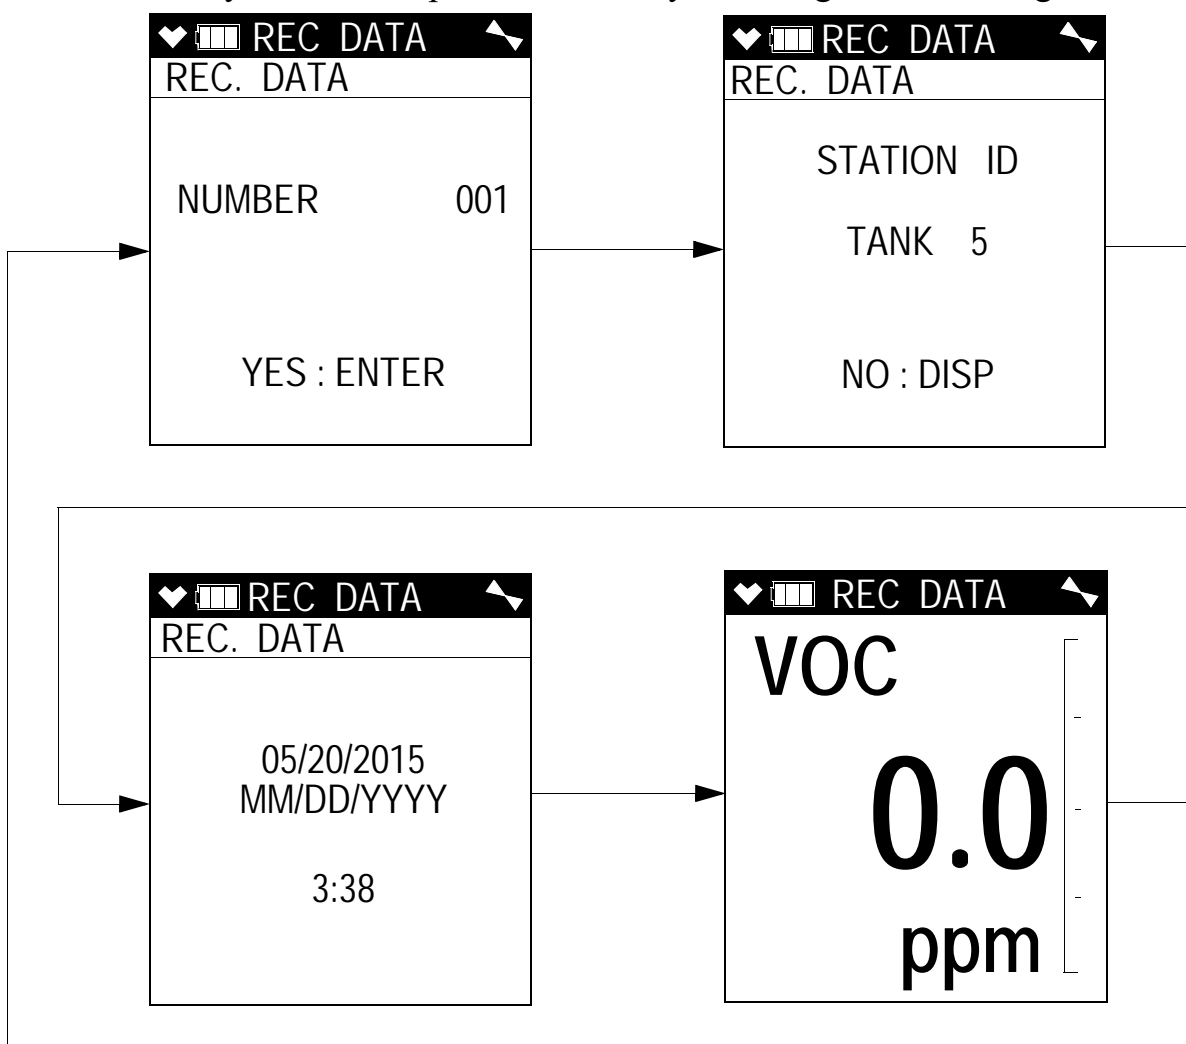 REC DATA
REC. DATA
NUMBER 001
YES : ENTER
REC DATA
REC. DATA
STATION ID
TANK 5
NO : DISP
REC DATA
REC. DATA
05/20/2015
MM/DD/YYYY
3:38
REC DATA
VOC
0.0
ppm